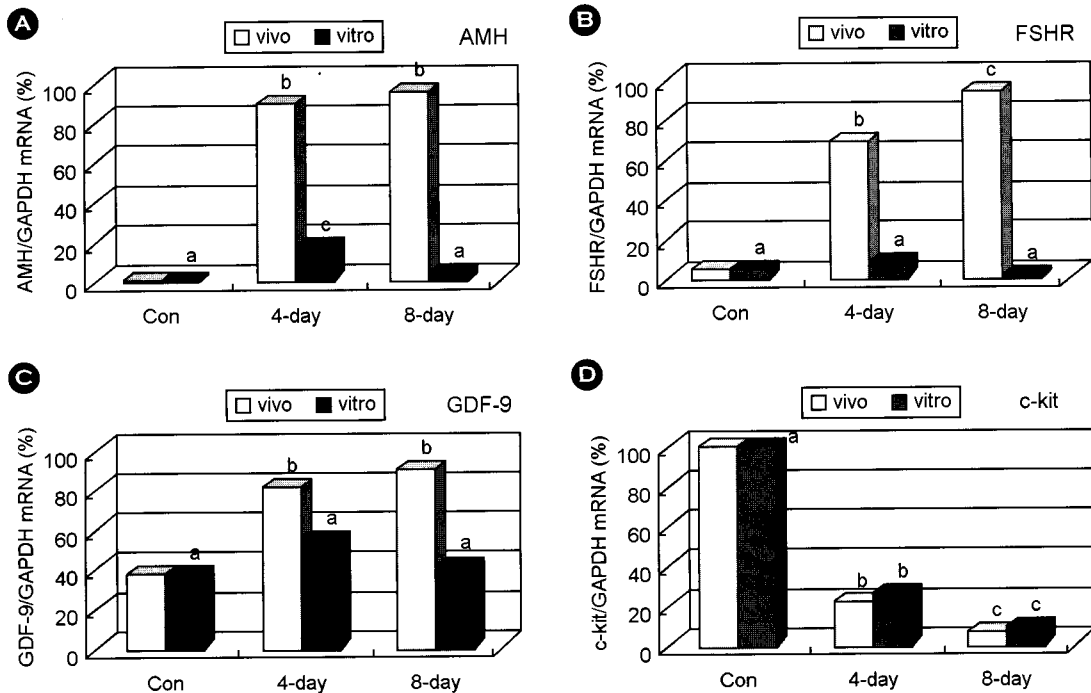 A
vivo vitro
AMH
AMH/GAPDH mRNA (%)
100
80
60
40
20
0
a
b
c
b
a
Con 4-day 8-day
B
vivo vitro
FSHR
FSHR/GAPDH mRNA (%)
100
80
60
40
20
0
a
b
a
c
a
Con 4-day 8-day
C
vivo vitro
GDF-9
GDF-9/GAPDH mRNA (%)
100
80
60
40
20
0
a
b
a
b
a
Con 4-day 8-day
D
vivo vitro
c-kit
c-kit/GAPDH mRNA (%)
100
80
60
40
20
0
a
b
b
c
c
Con 4-day 8-day